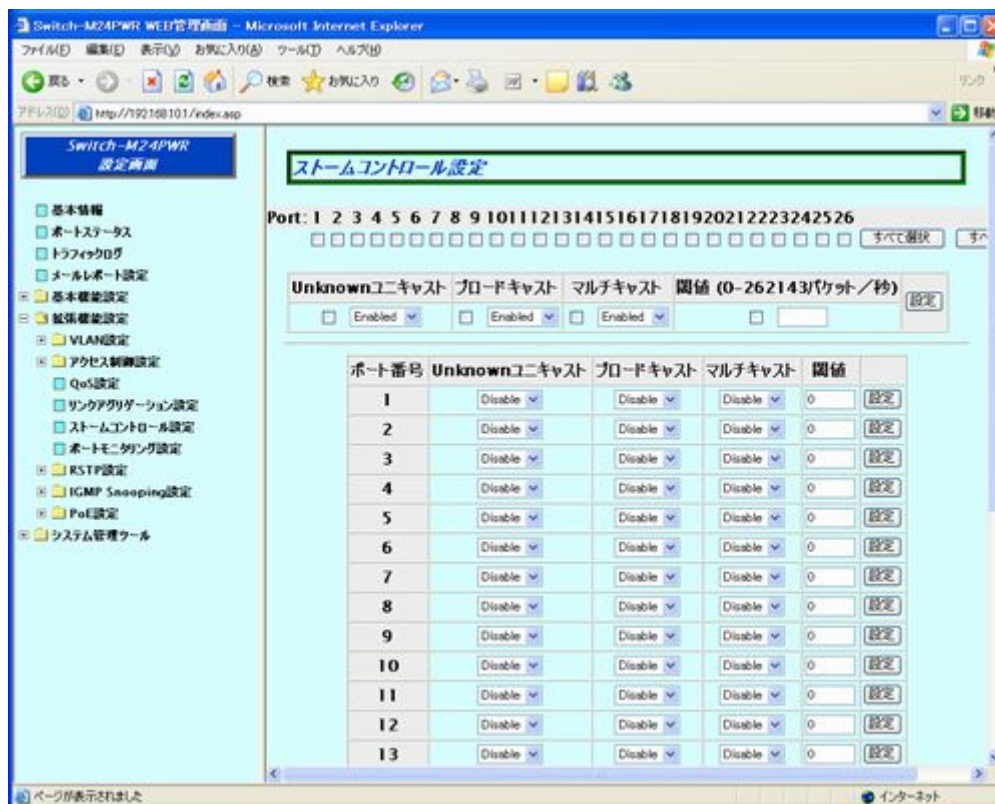 Switch-M24PWR WEB管理画面 - Microsoft Internet Explorer
ファイル(F) 編集(E) 表示(V) お気に入り(A) ツール(T) ヘルプ(H)
戻る 検索 お気に入り リンク
アドレス(D) http://192.168.10.1/index.asp 移動
Switch-M24PWR
設定画面
基本情報
ポートステータス
トラフィックログ
メールレポート設定
基本機能設定
拡張機能設定
VLAN設定
アクセス制御設定
QoS設定
リンクアグリゲーション設定
ストームコントロール設定
ポートモニタリング設定
RSTP設定
IGMP Snooping設定
PoE設定
システム管理ツール
ストームコントロール設定
Port: 1 2 3 4 5 6 7 8 9 10 11 12 13 14 15 16 17 18 19 20 21 22 23 24 25 26
すべて選択 すべ
Unknownユニキャスト ブロードキャスト マルチキャスト 閾値 (0-262143パケット/秒) 設定
Enabled Enabled Enabled
ポート番号 Unknownユニキャスト ブロードキャスト マルチキャスト 閾値
1 Disable Disable Disable 0 設定
2 Disable Disable Disable 0 設定
3 Disable Disable Disable 0 設定
4 Disable Disable Disable 0 設定
5 Disable Disable Disable 0 設定
6 Disable Disable Disable 0 設定
7 Disable Disable Disable 0 設定
8 Disable Disable Disable 0 設定
9 Disable Disable Disable 0 設定
10 Disable Disable Disable 0 設定
11 Disable Disable Disable 0 設定
12 Disable Disable Disable 0 設定
13 Disable Disable Disable 0 設定
ページが表示されました インターネット